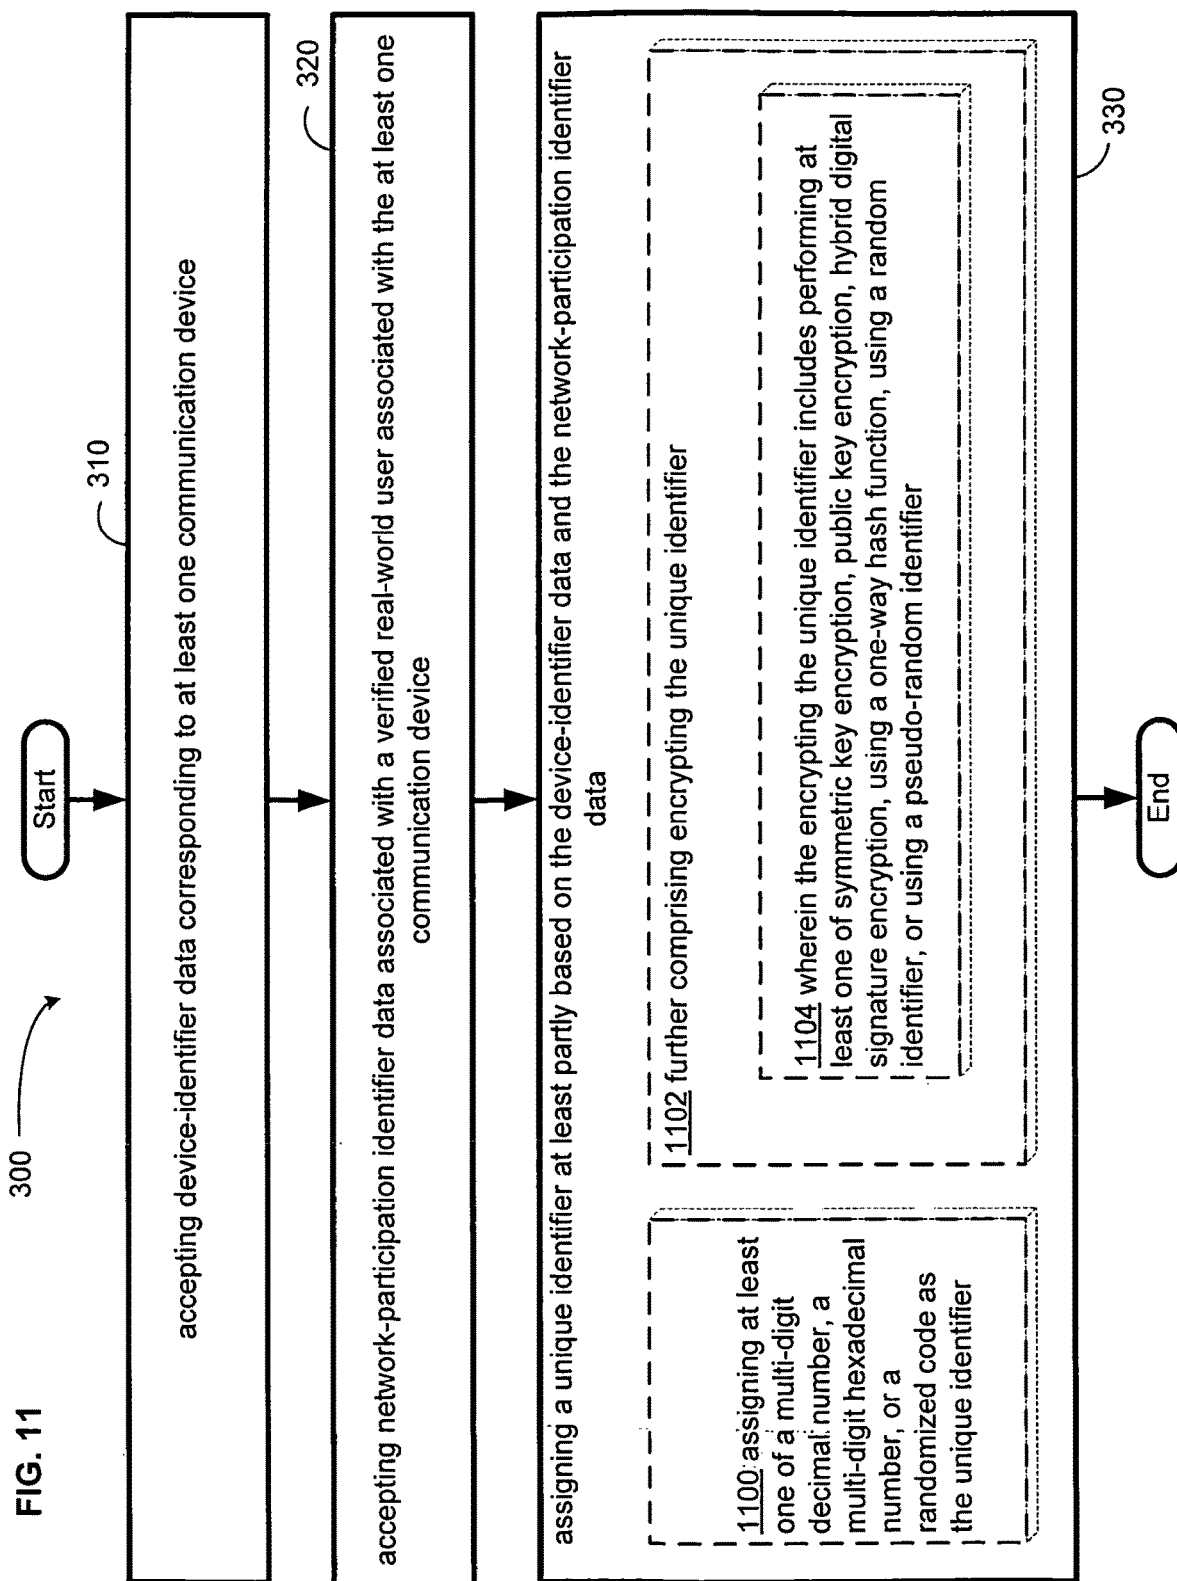 FIG. 11
300
Start
310
accepting device-identifier data corresponding to at least one communication device
320
accepting network-participation identifier data associated with a verified real-world user associated with the at least one
communication device
assigning a unique identifier at least partly based on the device-identifier data and the network-participation identifier
data
1100 assigning at least
one of a multi-digit
decimal number, a
multi-digit hexadecimal
number, or a
randomized code as
the unique identifier
1102 further comprising encrypting the unique identifier
1104 wherein the encrypting the unique identifier includes performing at
least one of symmetric key encryption, public key encryption, hybrid digital
signature encryption, using a one-way hash function, using a random
identifier, or using a pseudo-random identifier
330
End